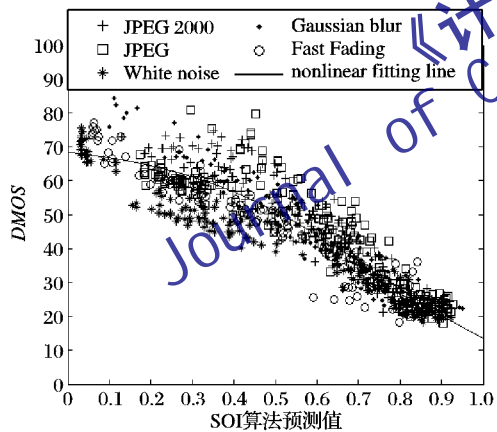 JPEG 2000
Gaussian blur
JPEG
Fast Fading
White noise
nonlinear fitting line
100
90
80
70
60
50
40
30
20
10
0
DMOS
0 0.1 0.2 0.3 0.4 0.5 0.6 0.7 0.8 0.9 1.0
SOI算法预测值
Journal of